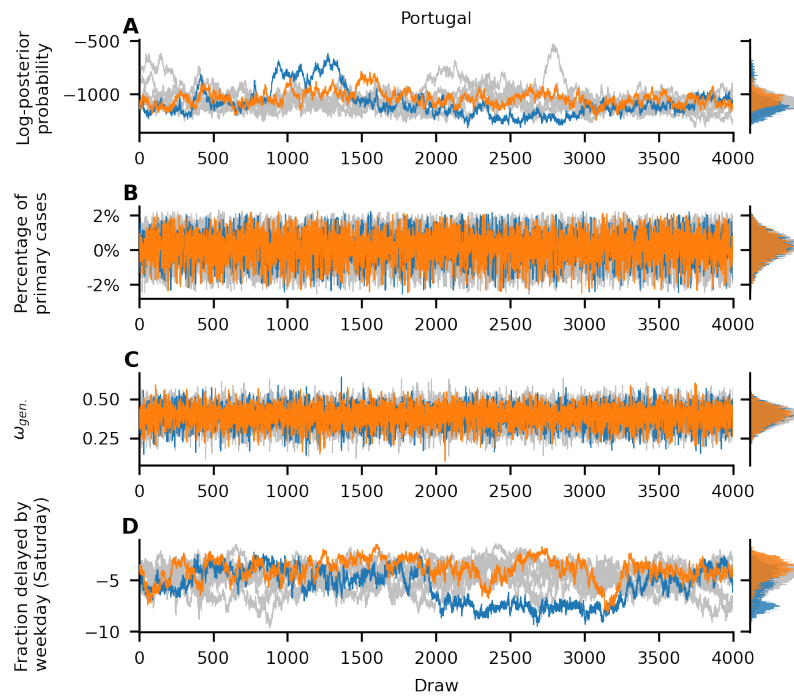 Portugal
A
Log-posterior
probability
−500
−1000
0 500 1000 1500 2000 2500 3000 3500 4000
B
Percentage of
primary cases
2%
0%
-2%
0 500 1000 1500 2000 2500 3000 3500 4000
C
ω_gen.
0.50
0.25
0 500 1000 1500 2000 2500 3000 3500 4000
D
Fraction delayed by
weekday (Saturday)
−5
−10
0 500 1000 1500 2000 2500 3000 3500 4000
Draw